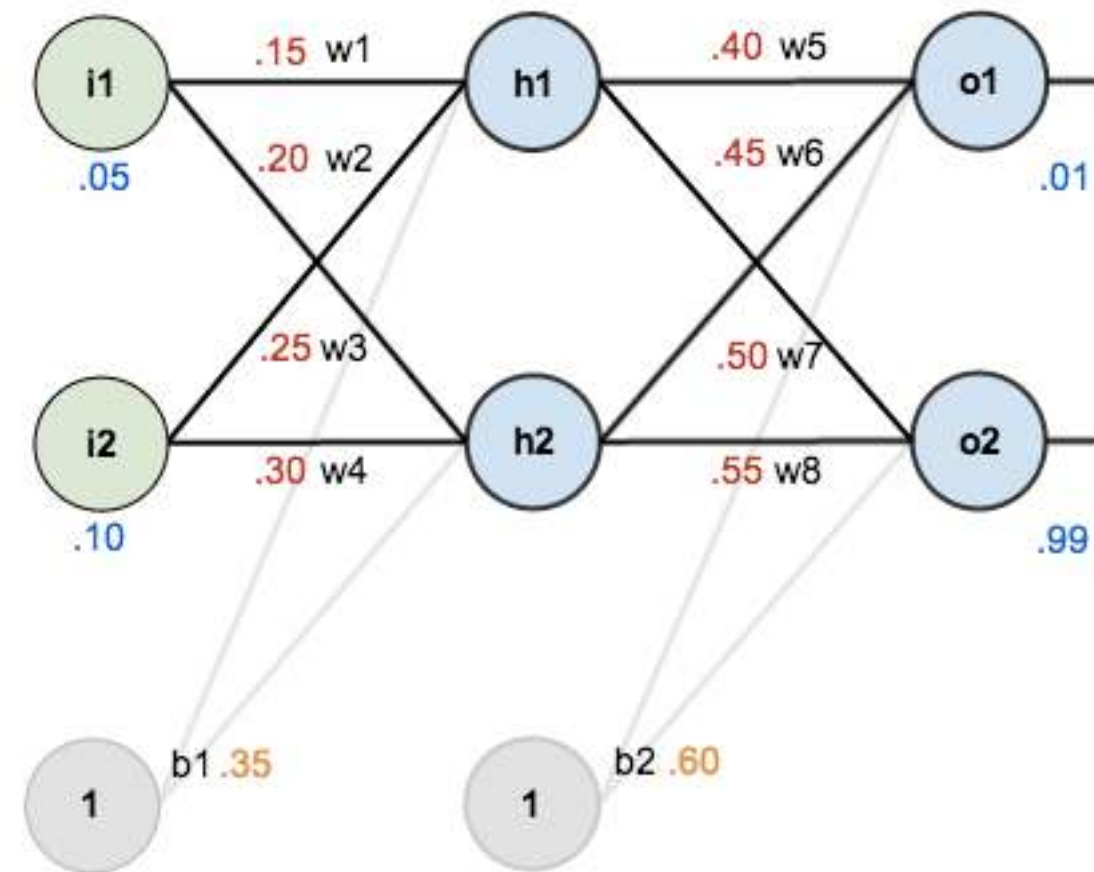 .15 w1
.40 w5
i1
h1
o1
.20 w2
.45 w6
.05
.01
.25 w3
.50 w7
i2
h2
o2
.30 w4
.55 w8
.10
.99
b1 .35
b2 .60
1
1